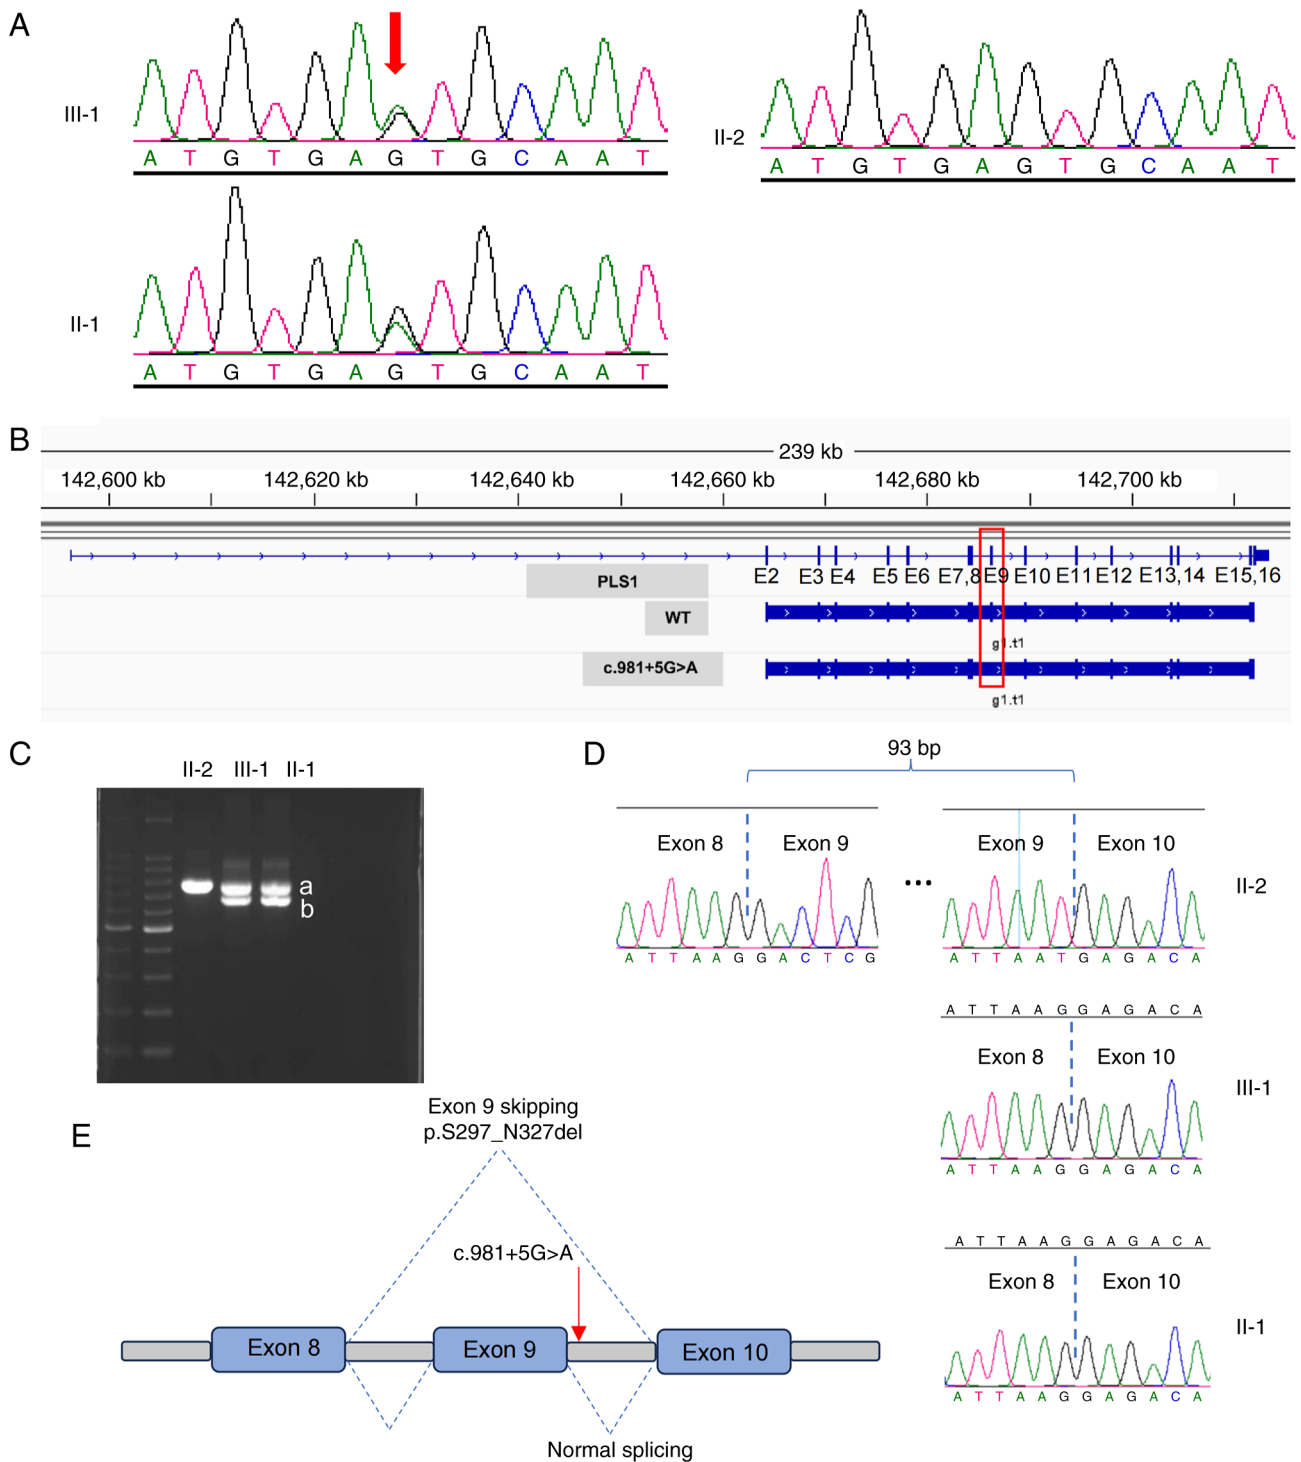 A
III-1
A T G T G A G T G C A A T
II-2
A T G T G A G T G C A A T
II-1
A T G T G A G T G C A A T
B
239 kb
142,600 kb 142,620 kb 142,640 kb 142,660 kb 142,680 kb 142,700 kb
PLS1
E2 E3 E4 E5 E6 E7,8 E9 E10 E11 E12 E13,14 E15,16
WT
g1.t1
c.981+5G>A
g1.t1
C
II-2 III-1 II-1
a
b
D
93 bp
Exon 8 Exon 9 ... Exon 9 Exon 10
II-2
A T T A A G G A C T C G
A T T A A T G A G A C A
A T T A A G G A G A C A
Exon 8 Exon 10
III-1
A T T A A G G A G A C A
A T T A A G G A G A C A
Exon 8 Exon 10
II-1
A T T A A G G A G A C A
E
Exon 9 skipping
p.S297_N327del
c.981+5G>A
Exon 8 Exon 9 Exon 10
Normal splicing